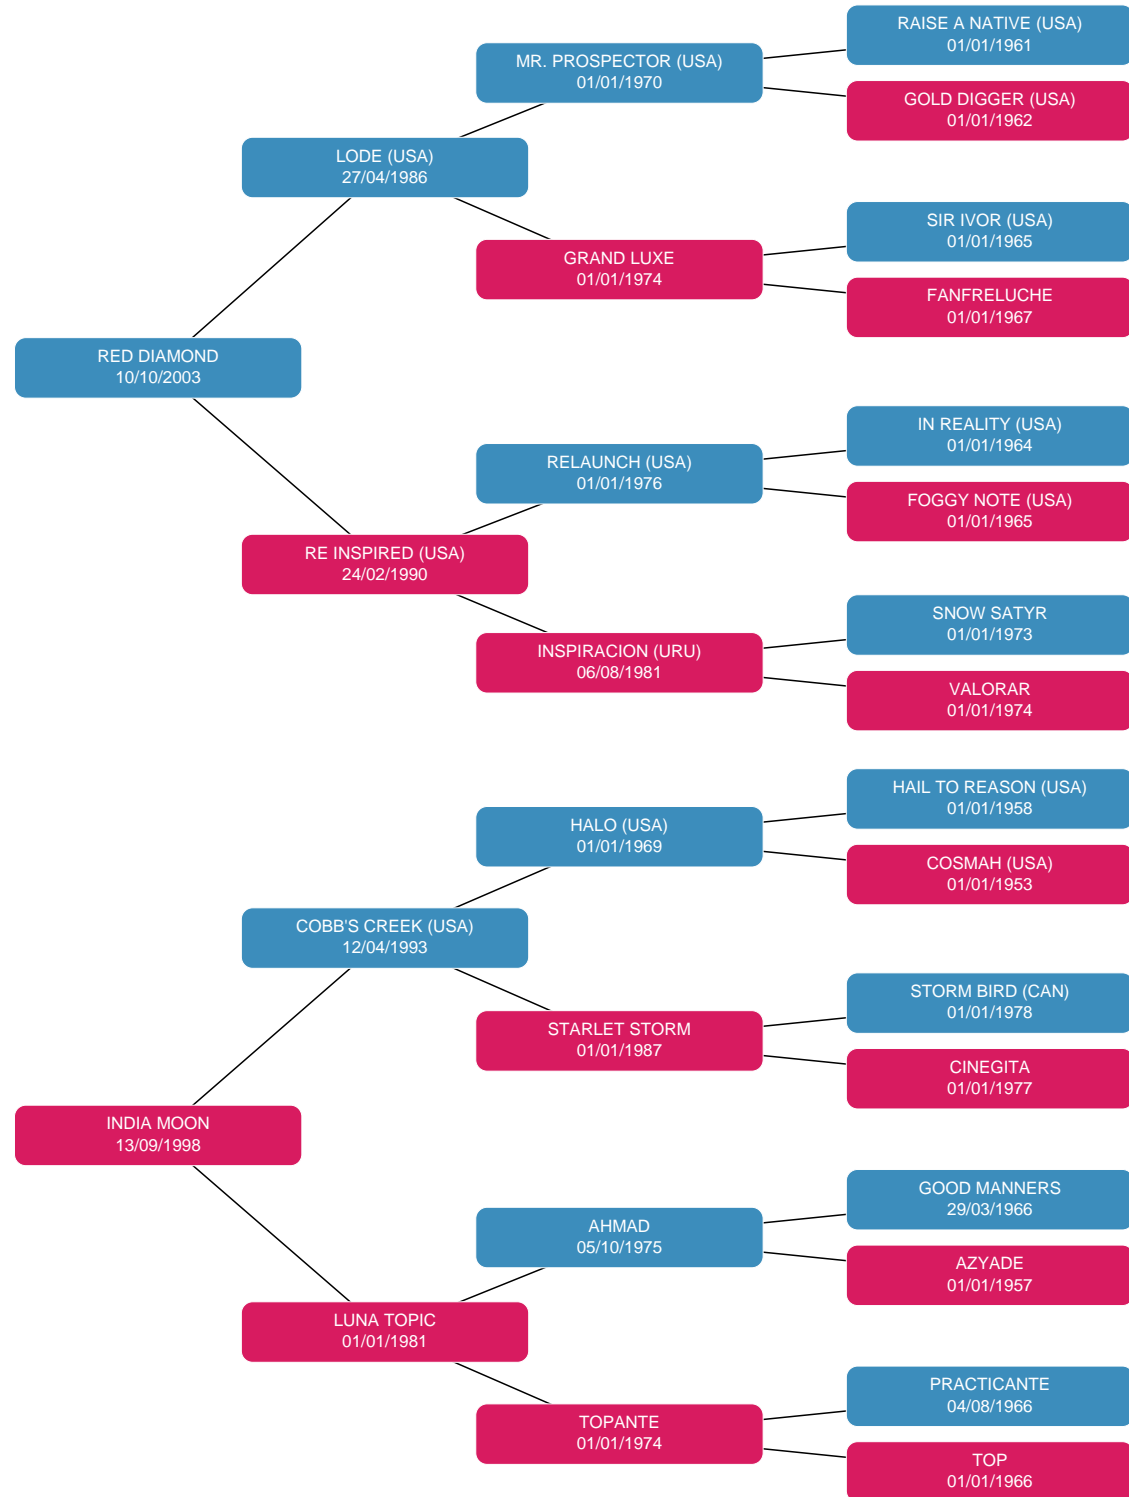 RAISE A NATIVE (USA)
01/01/1961
MR. PROSPECTOR (USA)
01/01/1970
GOLD DIGGER (USA)
01/01/1962
LODE (USA)
27/04/1986
SIR IVOR (USA)
01/01/1965
GRAND LUXE
01/01/1974
FANFRELUCHE
01/01/1967
RED DIAMOND
10/10/2003
IN REALITY (USA)
01/01/1964
RELAUNCH (USA)
01/01/1976
FOGGY NOTE (USA)
01/01/1965
RE INSPIRED (USA)
24/02/1990
SNOW SATYR
01/01/1973
INSPIRACION (URU)
06/08/1981
VALORAR
01/01/1974
HAIL TO REASON (USA)
01/01/1958
HALO (USA)
01/01/1969
COSMAH (USA)
01/01/1953
COBB'S CREEK (USA)
12/04/1993
STORM BIRD (CAN)
01/01/1978
STARLET STORM
01/01/1987
CINEGITA
01/01/1977
INDIA MOON
13/09/1998
GOOD MANNERS
29/03/1966
AHMAD
05/10/1975
AZYADE
01/01/1957
LUNA TOPIC
01/01/1981
PRACTICANTE
04/08/1966
TOPANTE
01/01/1974
TOP
01/01/1966